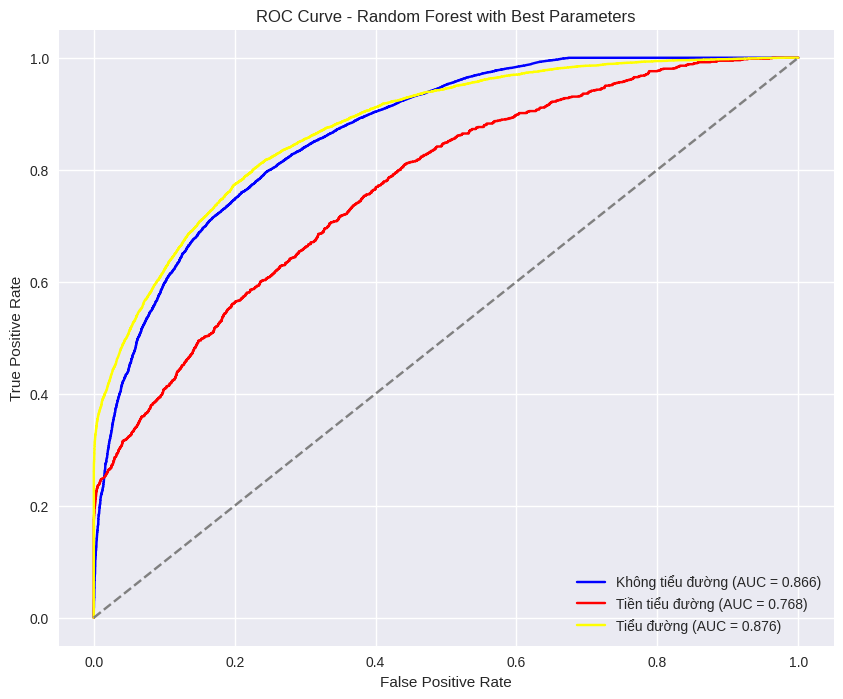 ROC Curve - Random Forest with Best Parameters
True Positive Rate
1.0
0.8
0.6
0.4
0.2
0.0
Không tiểu đường (AUC = 0.866)
Tiền tiểu đường (AUC = 0.768)
Tiểu đường (AUC = 0.876)
0.0 0.2 0.4 0.6 0.8 1.0
False Positive Rate